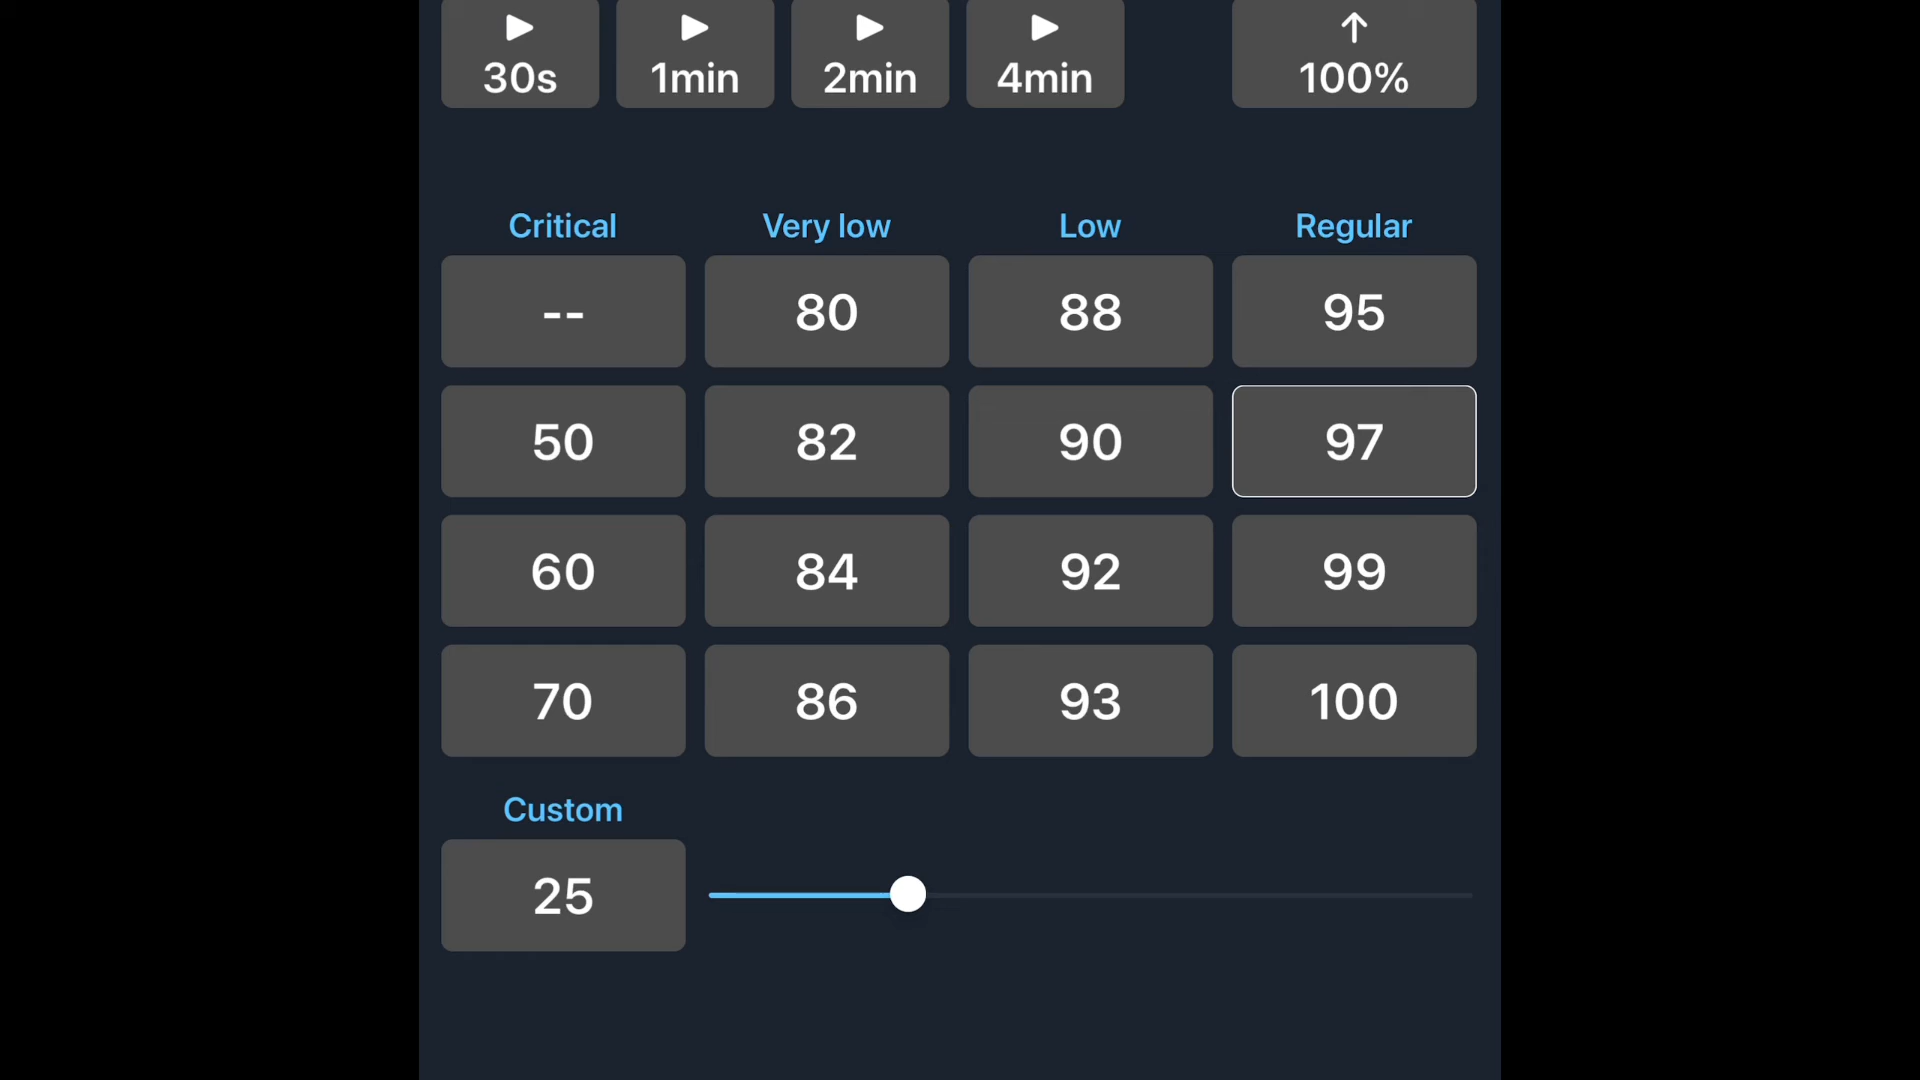 30s 1min 2min 4min 100%
Critical Very low Low Regular
-- 80 88 95
50 82 90 97
60 84 92 99
70 86 93 100
Custom
25